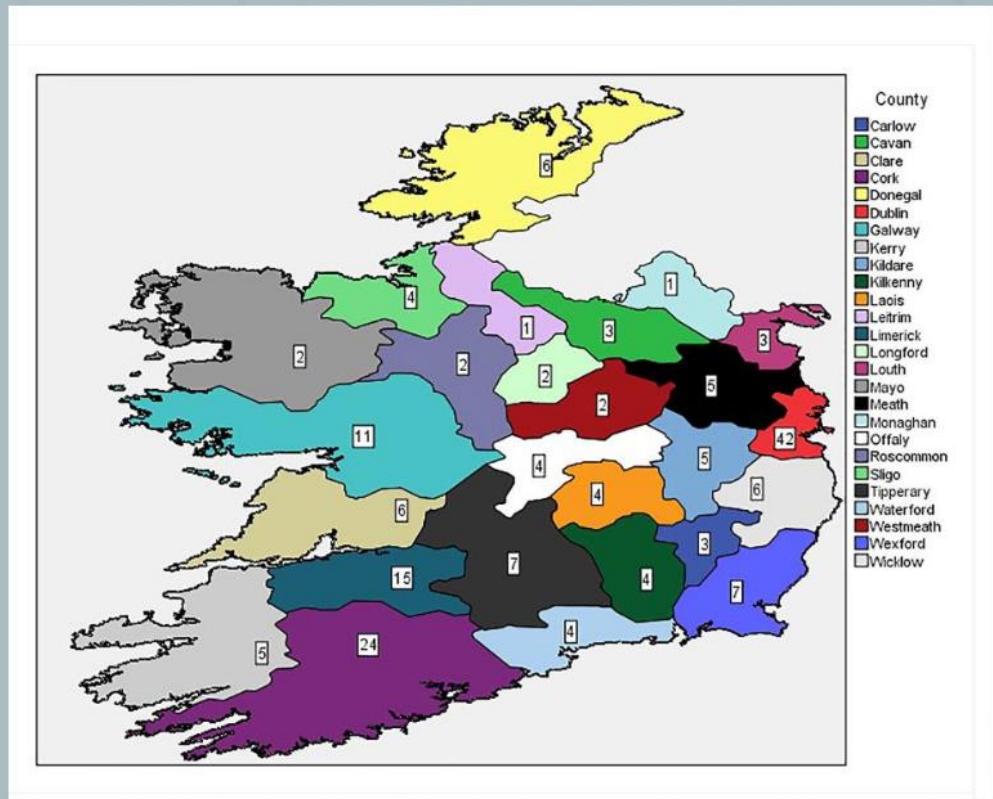 County
Carlow
Cavan
Clare
Cork
Donegal
Dublin
Galway
Kerry
Kildare
Kilkenny
Laois
Leitrim
Limerick
Longford
Louth
Mayo
Meath
Monaghan
Offaly
Roscommon
Sligo
Tipperary
Waterford
Westmeath
Wexford
Wicklow
6
1
4
1
3
3
2
2
2
5
2
11
42
4
5
4
6
6
3
15
7
4
7
4
24
5